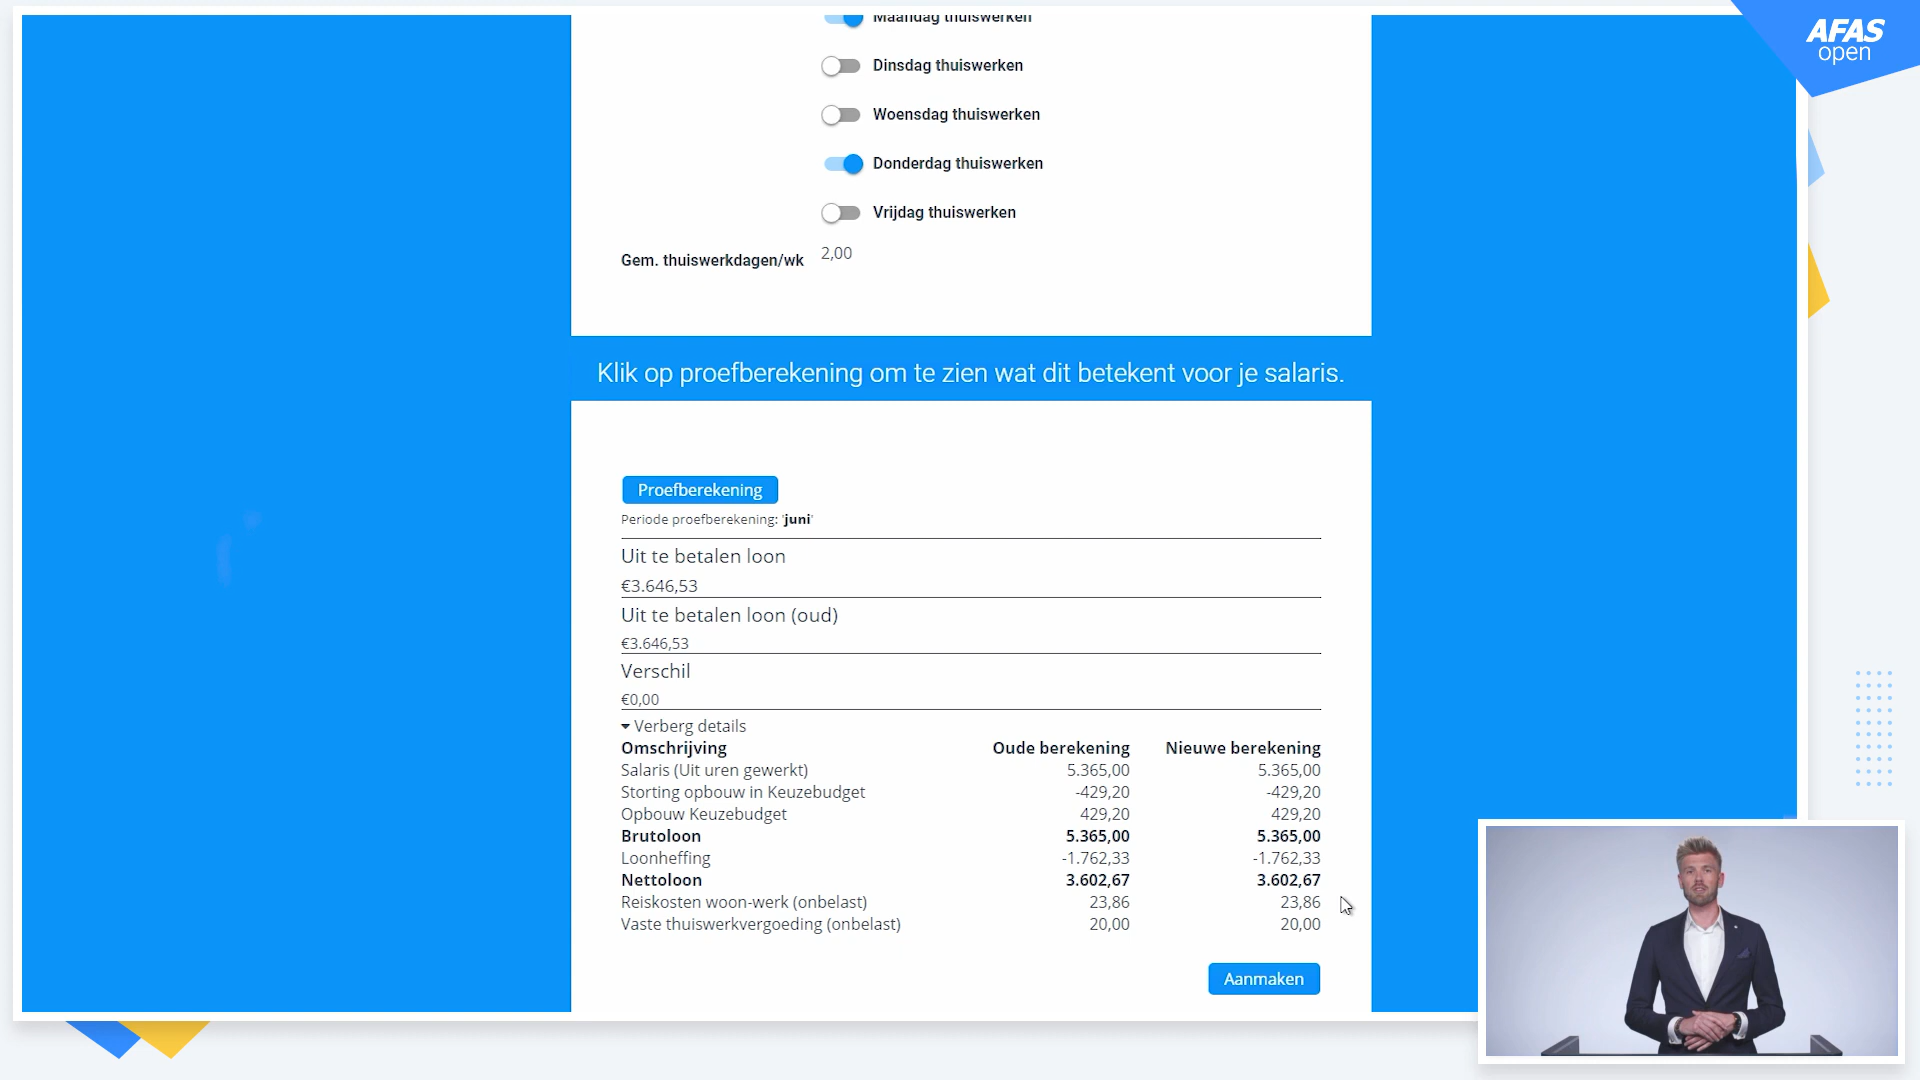 Maandag thuiswerken
AFAS
open
Dinsdag thuiswerken
Woensdag thuiswerken
Donderdag thuiswerken
Vrijdag thuiswerken
Gem. thuiswerkdagen/wk 2,00
Klik op proefberekening om te zien wat dit betekent voor je salaris.
Proefberekening
Periode proefberekening: 'juni'
Uit te betalen loon
€3.646,53
Uit te betalen loon (oud)
€3.646,53
Verschil
€0,00
Verberg details
Omschrijving Oude berekening Nieuwe berekening
Salaris (Uit uren gewerkt) 5.365,00 5.365,00
Storting opbouw in Keuzebudget -429,20 -429,20
Opbouw Keuzebudget 429,20 429,20
Brutoloon 5.365,00 5.365,00
Loonheffing -1.762,33 -1.762,33
Nettoloon 3.602,67 3.602,67
Reiskosten woon-werk (onbelast) 23,86 23,86
Vaste thuiswerkvergoeding (onbelast) 20,00 20,00
Aanmaken